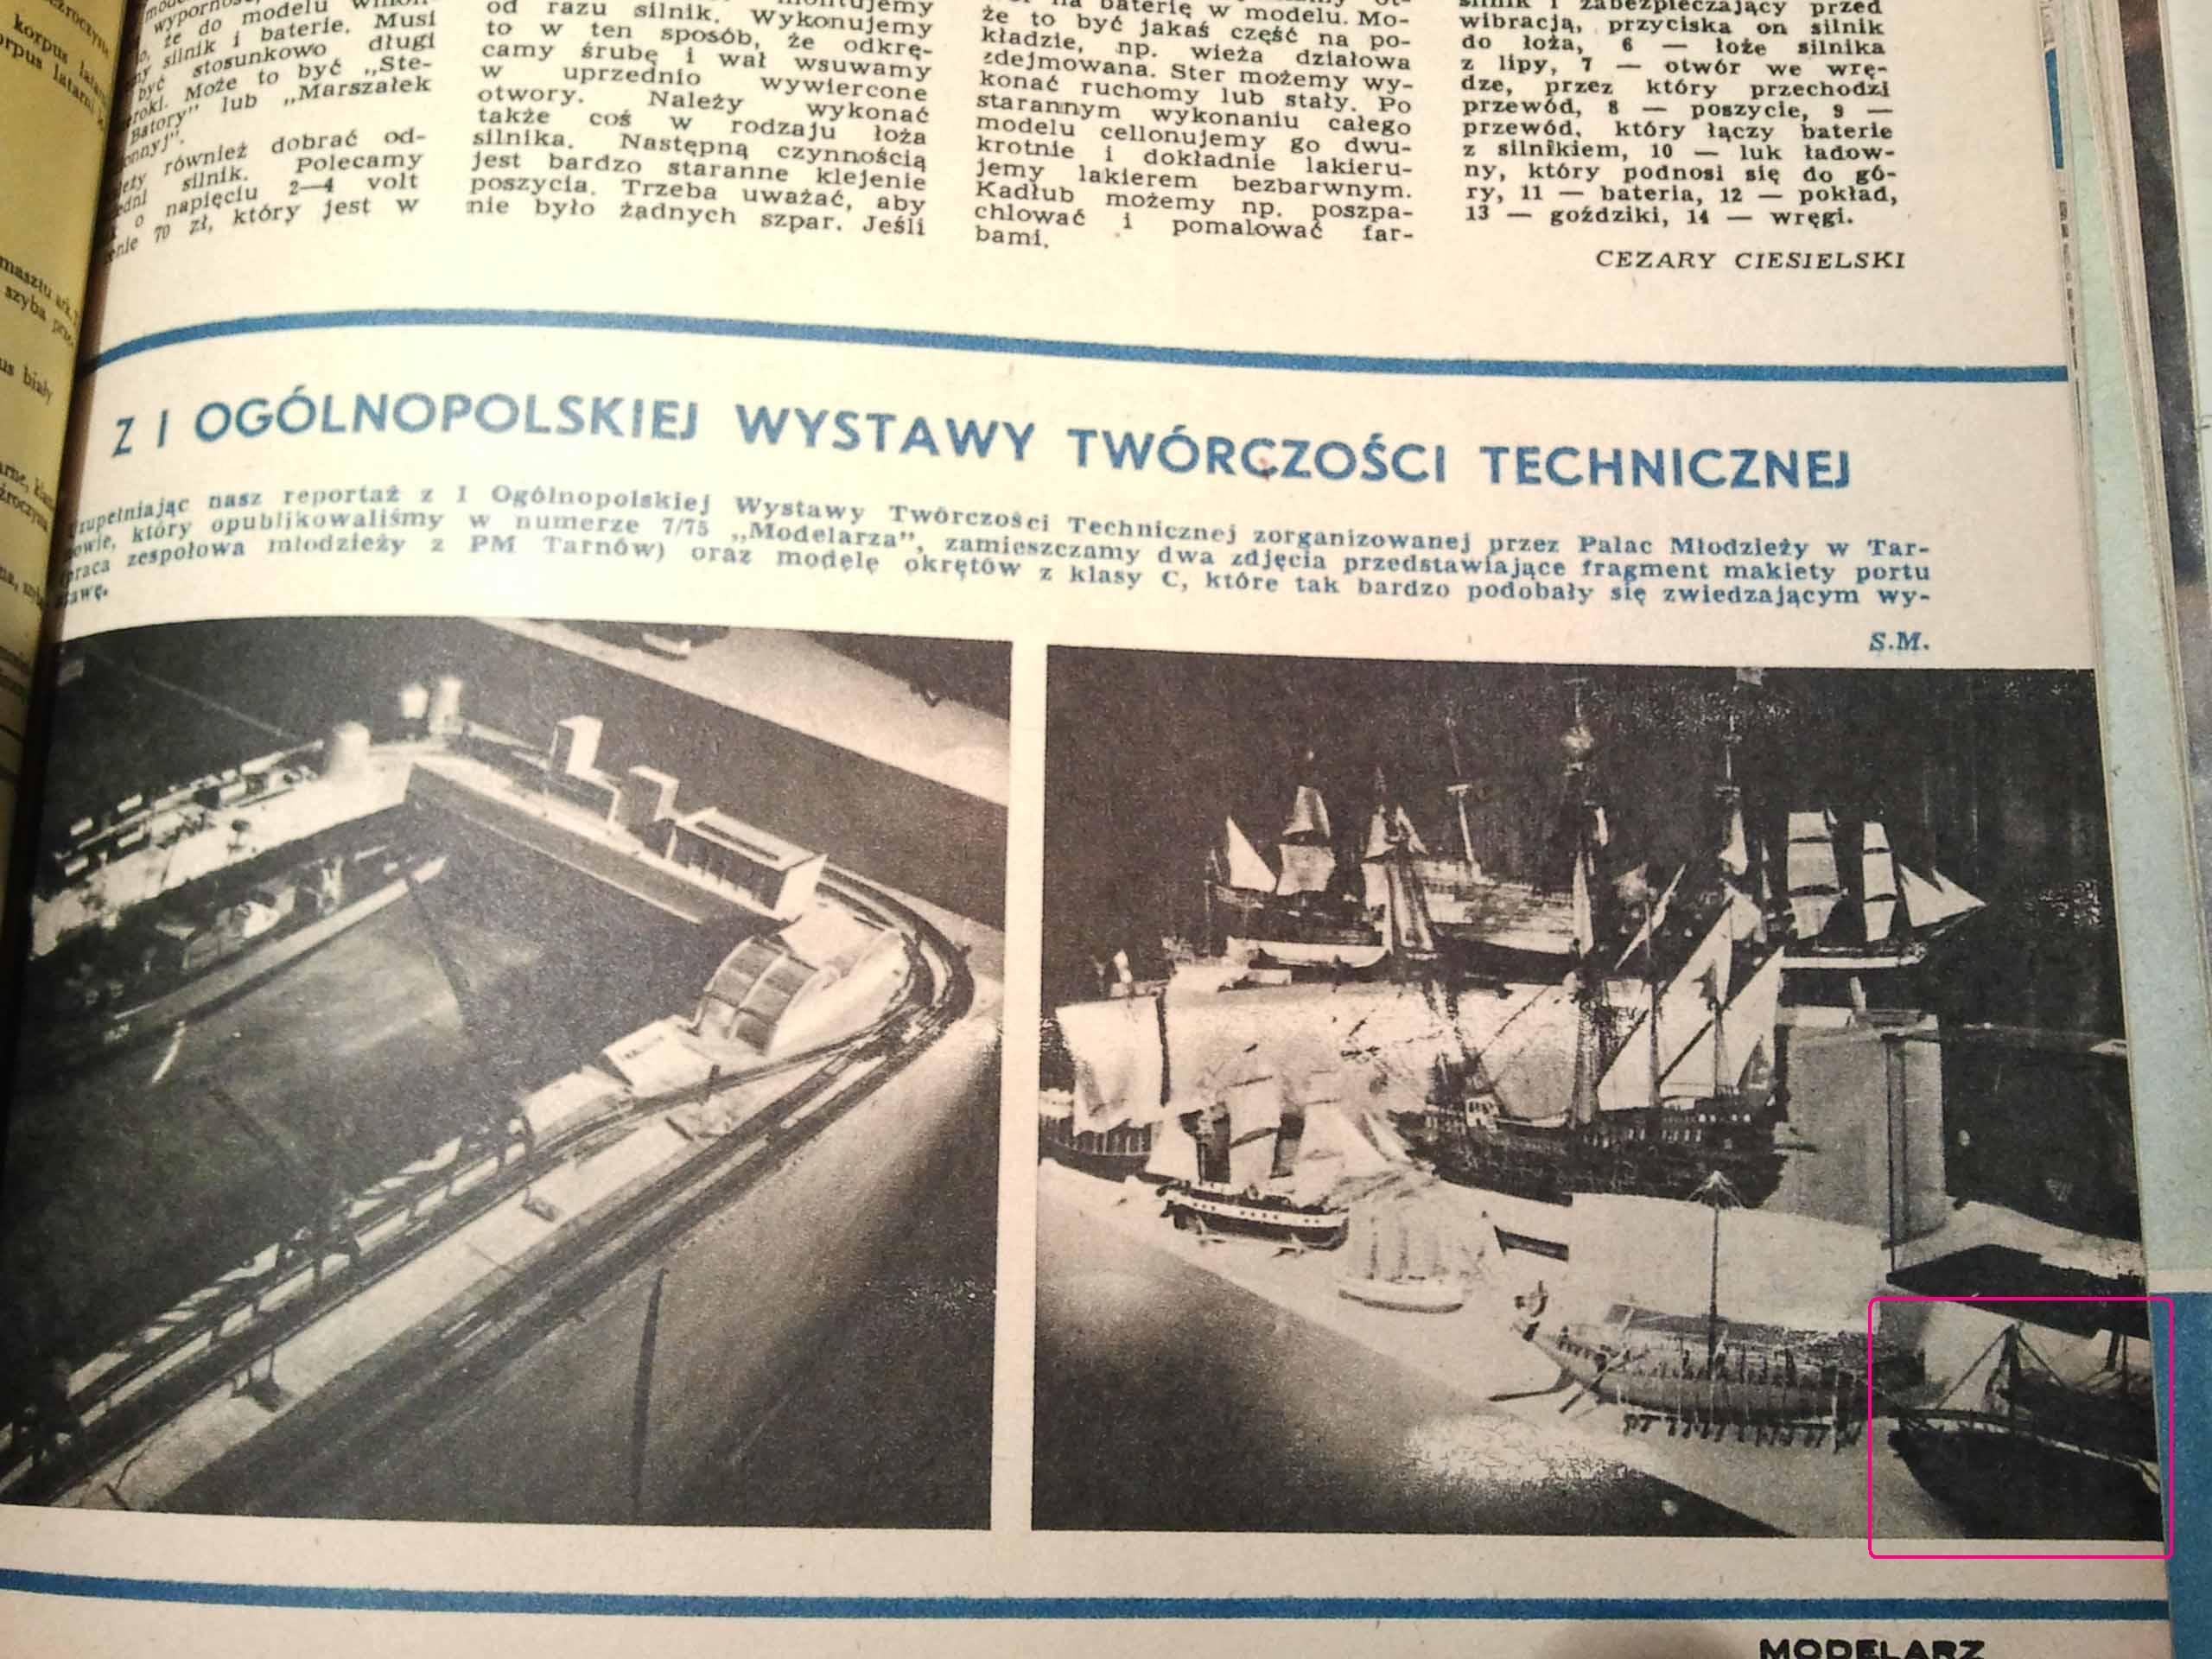 korpus latarni
szyba prze-
us biały
być stosunkowo długi
Może to być „Ste-
Batory" lub „Marszałek
również dobrać od-
silnik. Polecamy
o napięciu 2—4 volt
70 zł, który jest w
od razu silnik. Wykonujemy
to w ten sposób, że odkrę-
camy śrubę i wał wsuwamy
w uprzednio wywiercone
otwory. Należy wykonać
także coś w rodzaju łoża
silnika. Następną czynnością
jest bardzo staranne klejenie
poszycia. Trzeba uważać, aby
nie było żadnych szpar. Jeśli
na baterię w modelu. Mo-
że to być jakaś część na po-
kładzie, np. wieża działowa
zdejmowana. Ster możemy wy-
konać ruchomy lub stały. Po
starannym wykonaniu całego
modelu cellonujemy go dwu-
krotnie i dokładnie lakieru-
jemy lakierem bezbarwnym.
Kadłub możemy np. poszpa-
chlować i pomalować far-
bami.
silnik i zabezpieczający przed
wibracją, przyciska on silnik
do łoża, 6 — łoże silnika
z lipy, 7 — otwór we wrę-
dze, przez który przechodzi
przewód, 8 — poszycie, 9 —
przewód, który łączy baterie
z silnikiem, 10 — luk ładow-
ny, który podnosi się do gó-
ry, 11 — bateria, 12 — pokład,
13 — goździki, 14 — wręgi.
CEZARY CIESIELSKI
Z I OGÓLNOPOLSKIEJ WYSTAWY TWÓRCZOŚCI TECHNICZNEJ
Uzupełniając nasz reportaż z I Ogólnopolskiej Wystawy Twórczości Technicznej zorganizowanej przez Pałac Młodzieży w Tar-
nowie, który opublikowaliśmy w numerze 7/75 „Modelarza", zamieszczamy dwa zdjęcia przedstawiające fragment makiety portu
praca zespołowa młodzieży z PM Tarnów) oraz modele okrętów z klasy C, które tak bardzo podobały się zwiedzającym wy-
stawę.
S.M.
MODELARZ